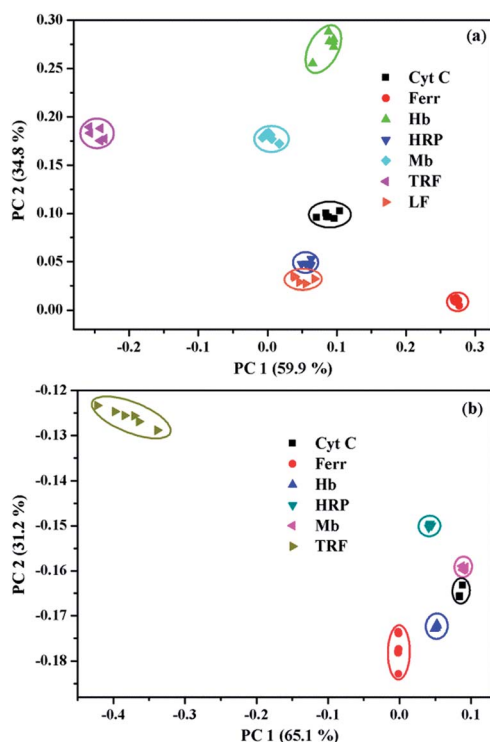 (a)
0.30
0.25
0.20
0.15
0.10
0.05
0.00
PC 2 (34.8 %)
Cyt C
Ferr
Hb
HRP
Mb
TRF
LF
-0.2 -0.1 0.0 0.1 0.2 0.3
PC 1 (59.9 %)
(b)
-0.12
-0.13
-0.14
-0.15
-0.16
-0.17
-0.18
PC 2 (31.2 %)
Cyt C
Ferr
Hb
HRP
Mb
TRF
-0.4 -0.3 -0.2 -0.1 0.0 0.1
PC 1 (65.1 %)